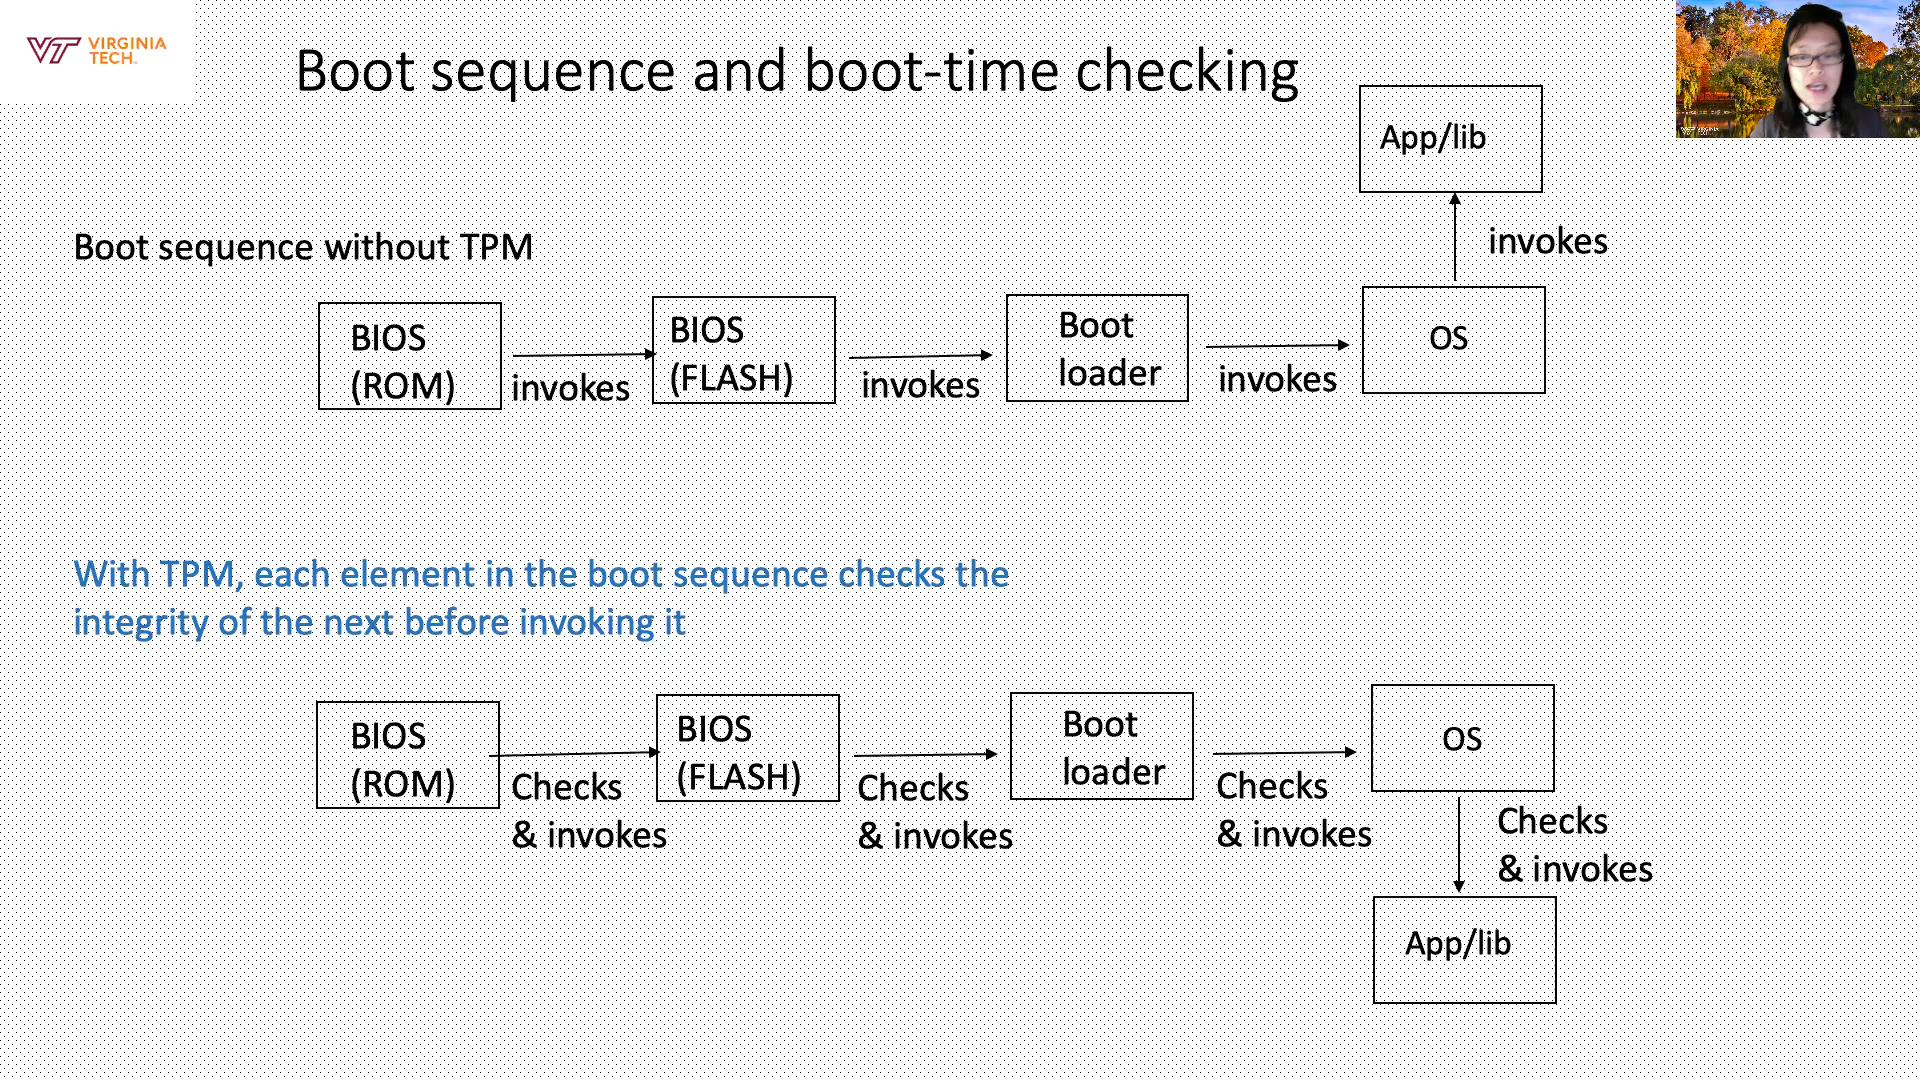 VIRGINIA
TECH
Boot sequence and boot-time checking
App/lib
invokes
Boot sequence without TPM
BIOS
(ROM)
invokes
BIOS
(FLASH)
invokes
Boot
loader
invokes
OS
With TPM, each element in the boot sequence checks the
integrity of the next before invoking it
BIOS
(ROM)
Checks
& invokes
BIOS
(FLASH)
Checks
& invokes
Boot
loader
Checks
& invokes
OS
Checks
& invokes
App/lib